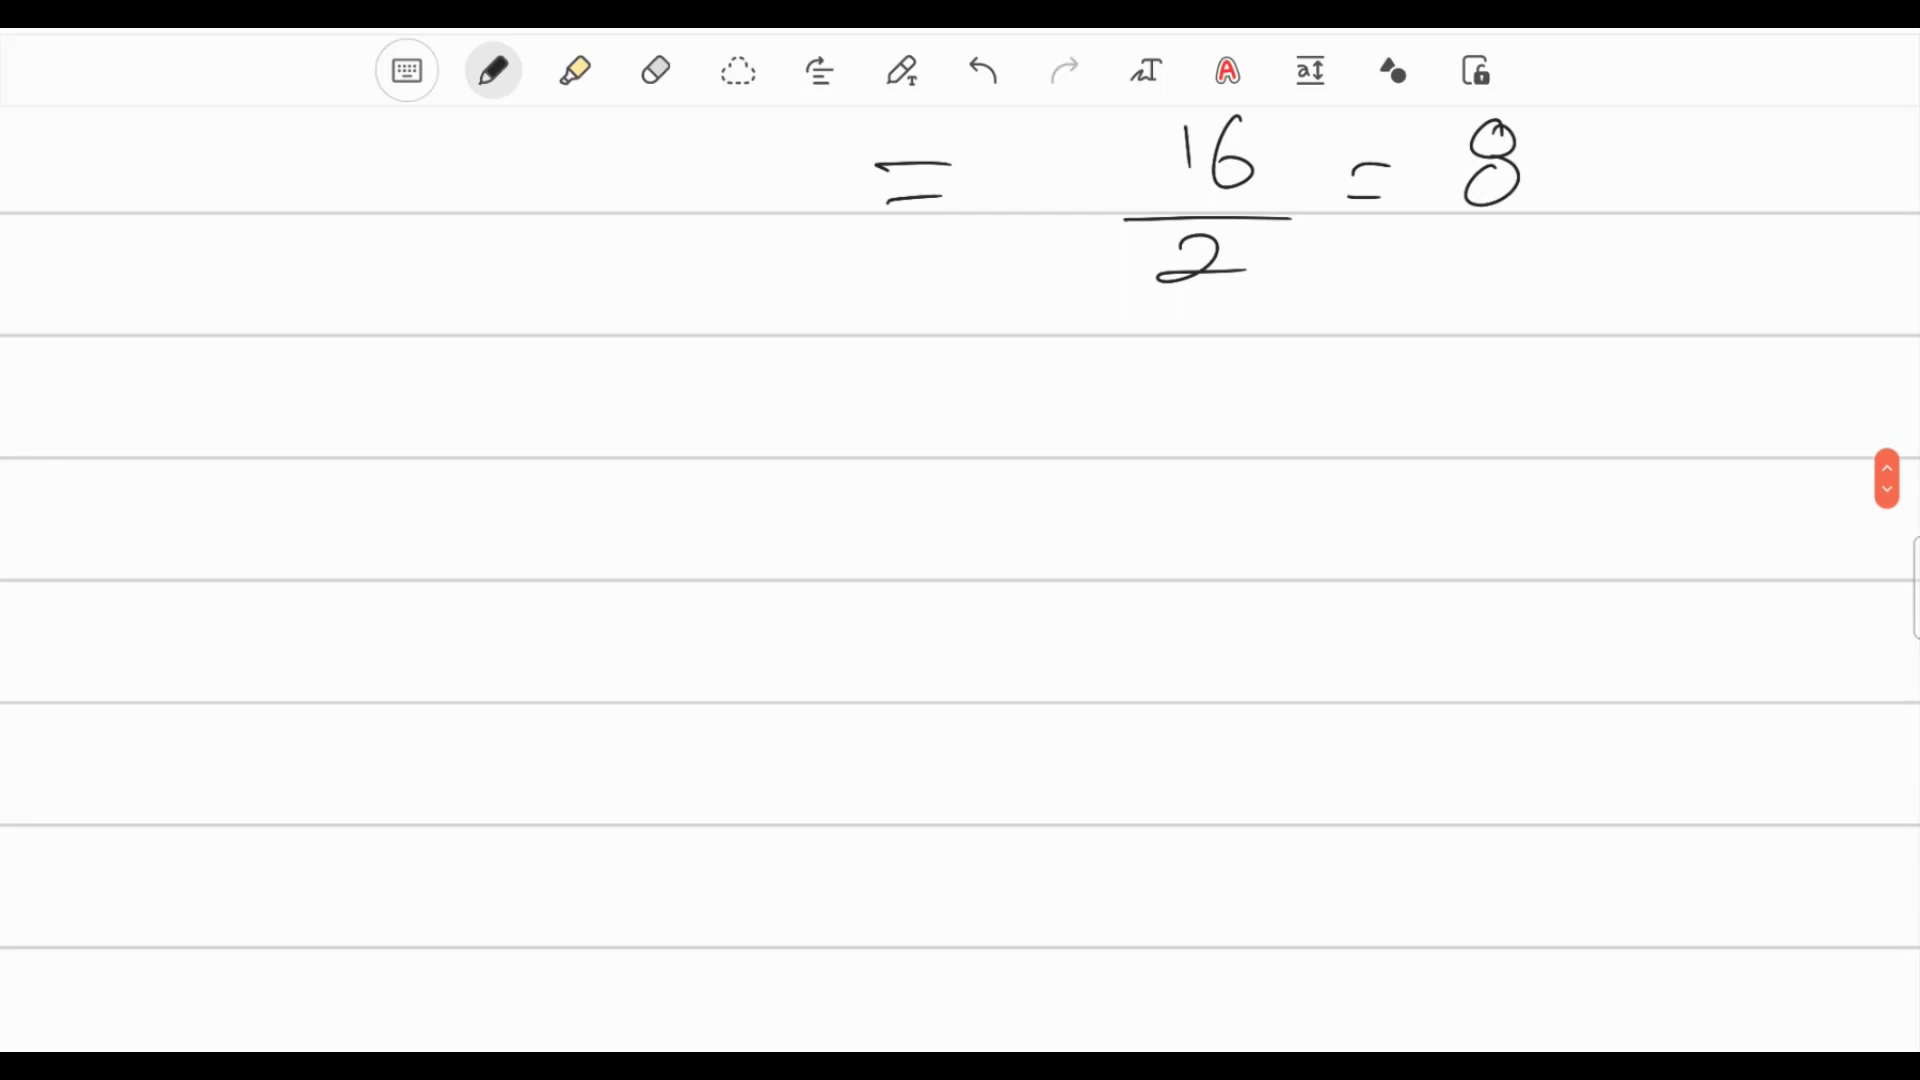 = 16/2 = 8